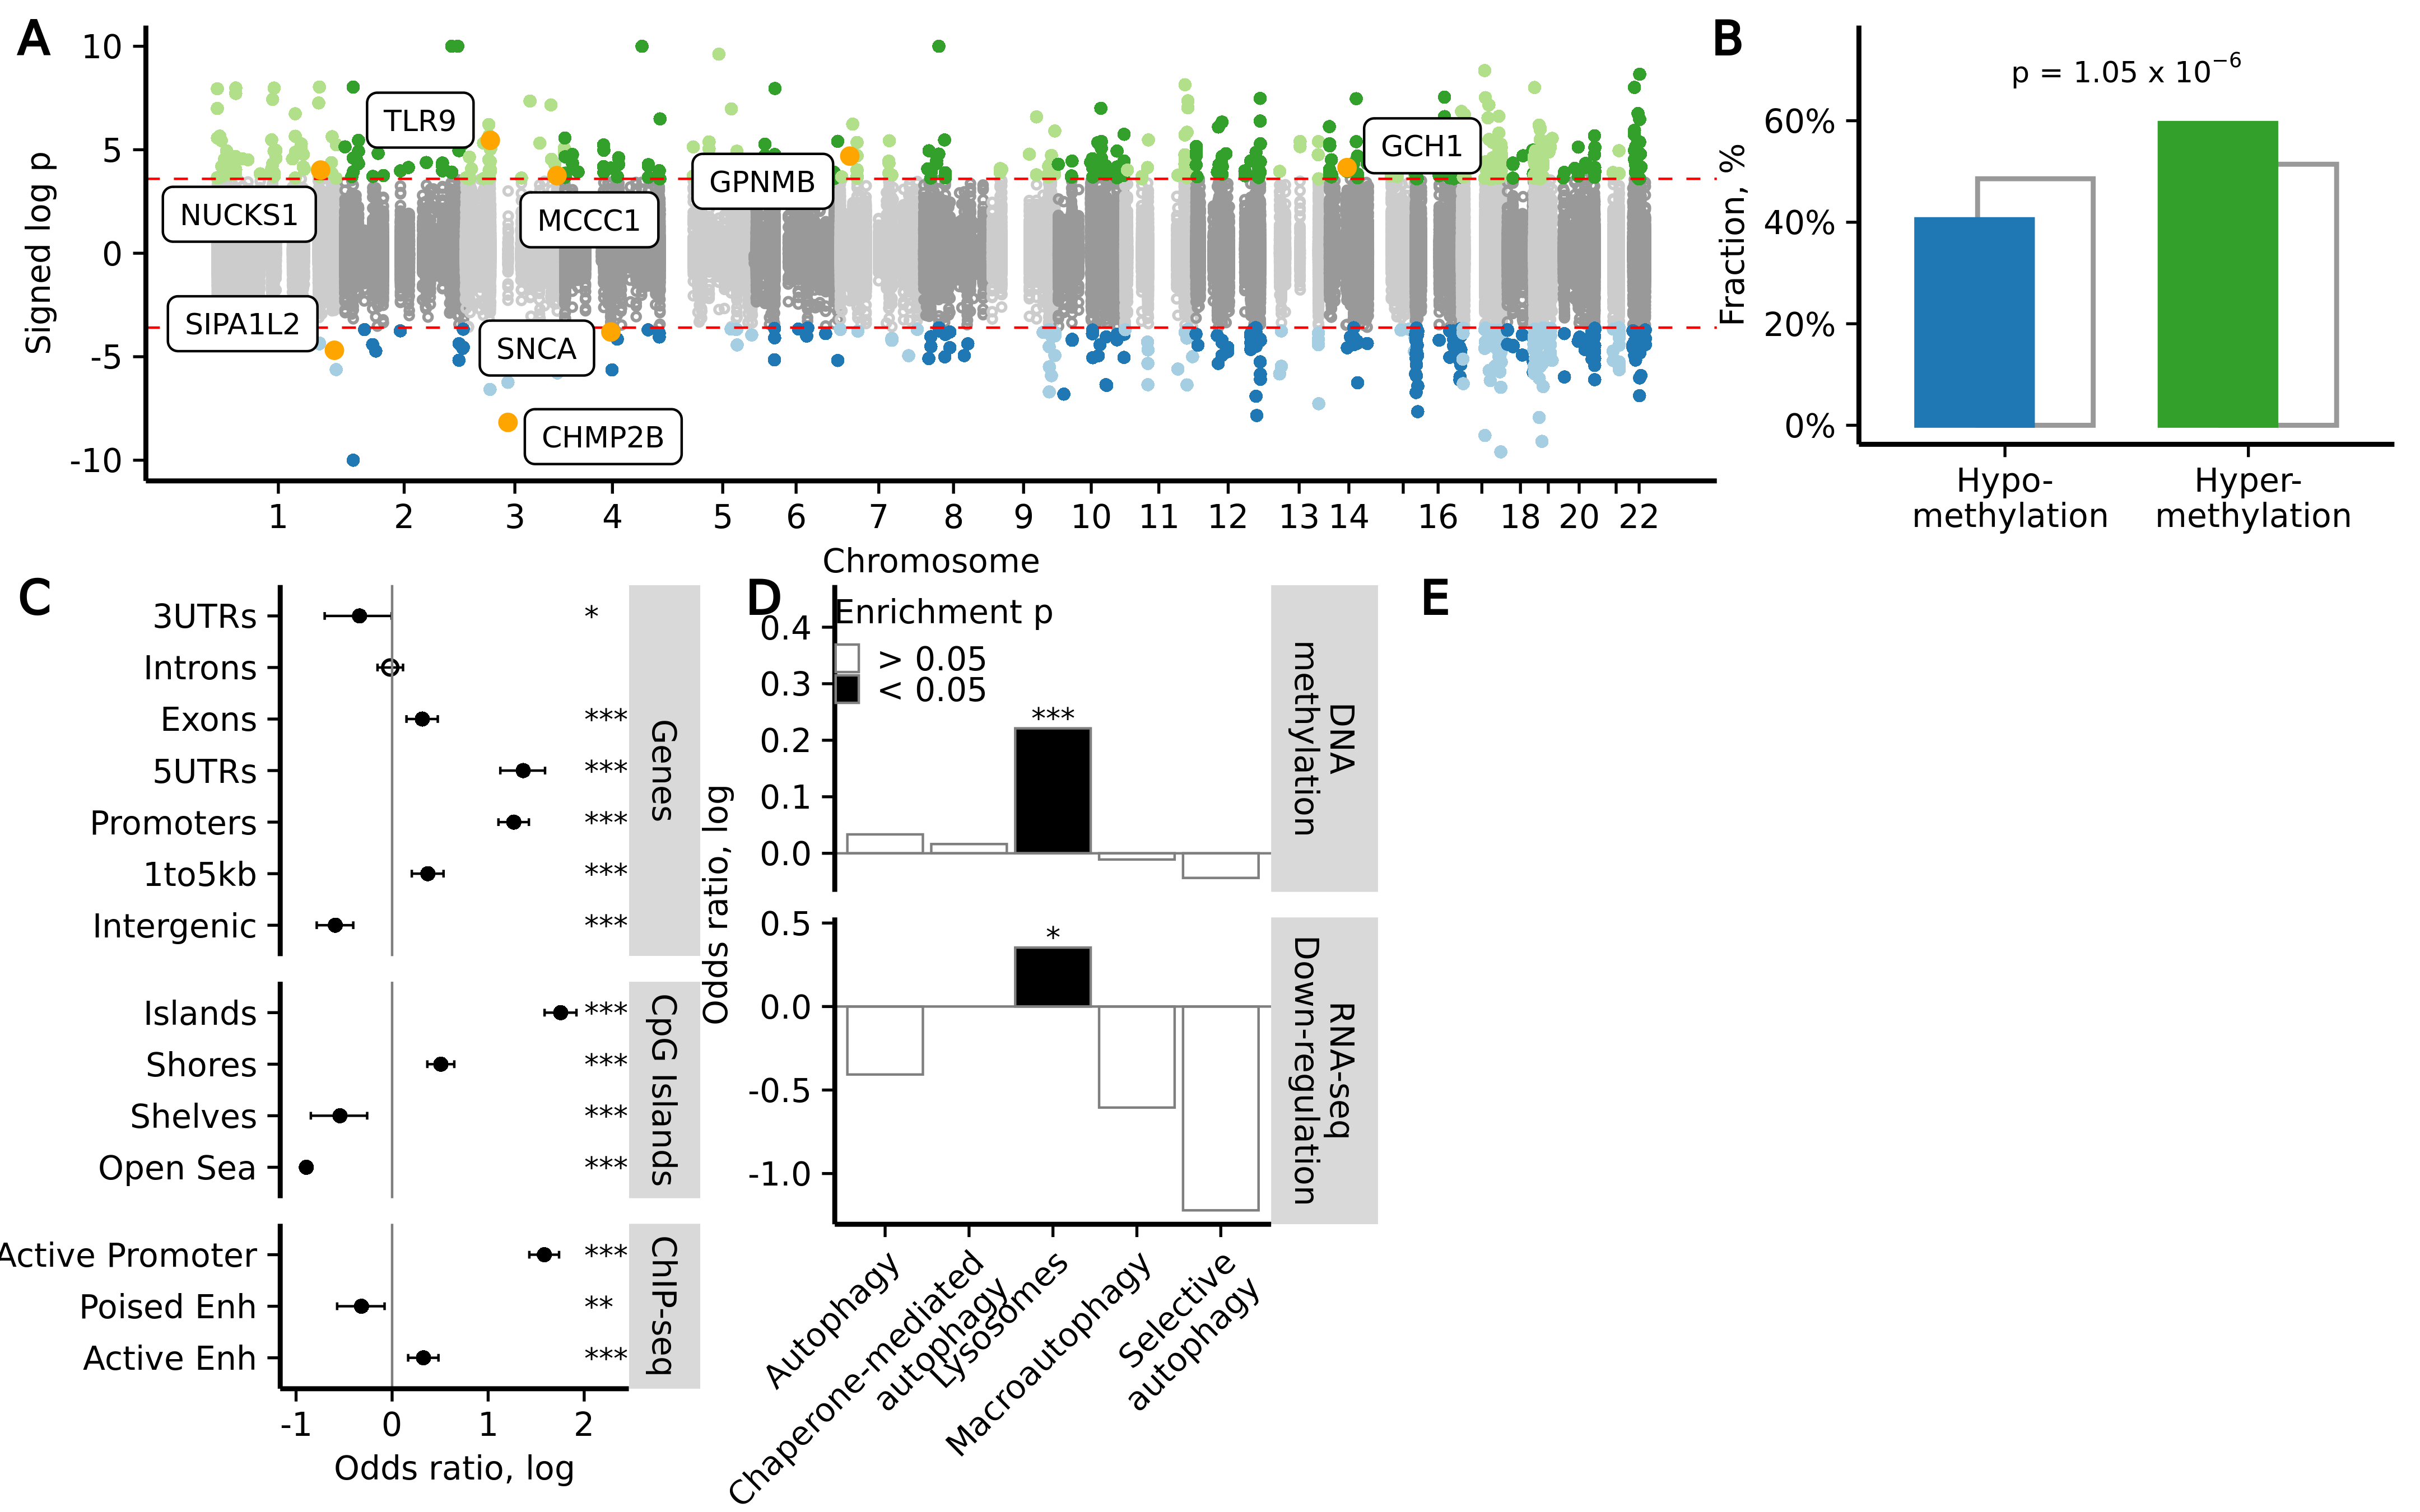 A
10
5
0
-5
-10
Signed log p
TLR9
NUCKS1
MCCC1
GPNMB
GCH1
SIPA1L2
SNCA
CHMP2B
1 2 3 4 5 6 7 8 9 10 11 12 13 14 16 18 20 22
Chromosome
B
p = 1.05 x 10⁻⁶
60%
40%
20%
0%
Fraction, %
Hypo-
methylation
Hyper-
methylation
C
3UTRs *
Introns
Exons ***
5UTRs ***
Promoters ***
1to5kb ***
Intergenic ***
Genes
Islands ***
Shores ***
Shelves ***
Open Sea ***
CpG Islands
Active Promoter ***
Poised Enh **
Active Enh ***
ChIP-seq
-1 0 1 2
Odds ratio, log
D
Enrichment p
> 0.05
< 0.05
0.4
0.3
0.2
0.1
0.0
***
DNA
methylation
0.5
0.0
-0.5
-1.0
*
RNA-seq
Down-regulation
Odds ratio, log
Autophagy
Chaperone-mediated
autophagy
Lysosomes
Macroautophagy
Selective
autophagy
E